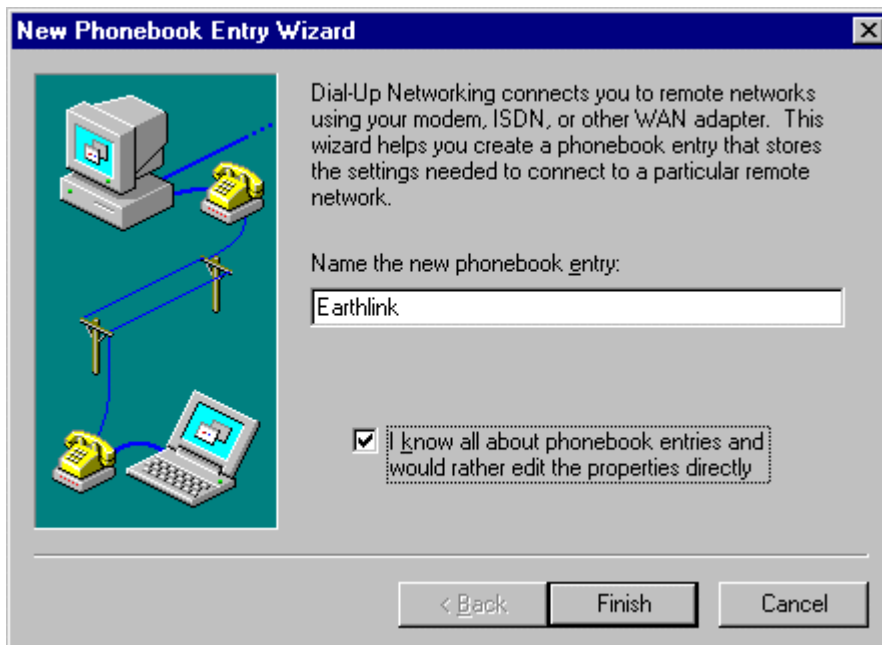 New Phonebook Entry Wizard
Dial-Up Networking connects you to remote networks
using your modem, ISDN, or other WAN adapter. This
wizard helps you create a phonebook entry that stores
the settings needed to connect to a particular remote
network.
Name the new phonebook entry:
Earthlink
I know all about phonebook entries and
would rather edit the properties directly
< Back
Finish
Cancel